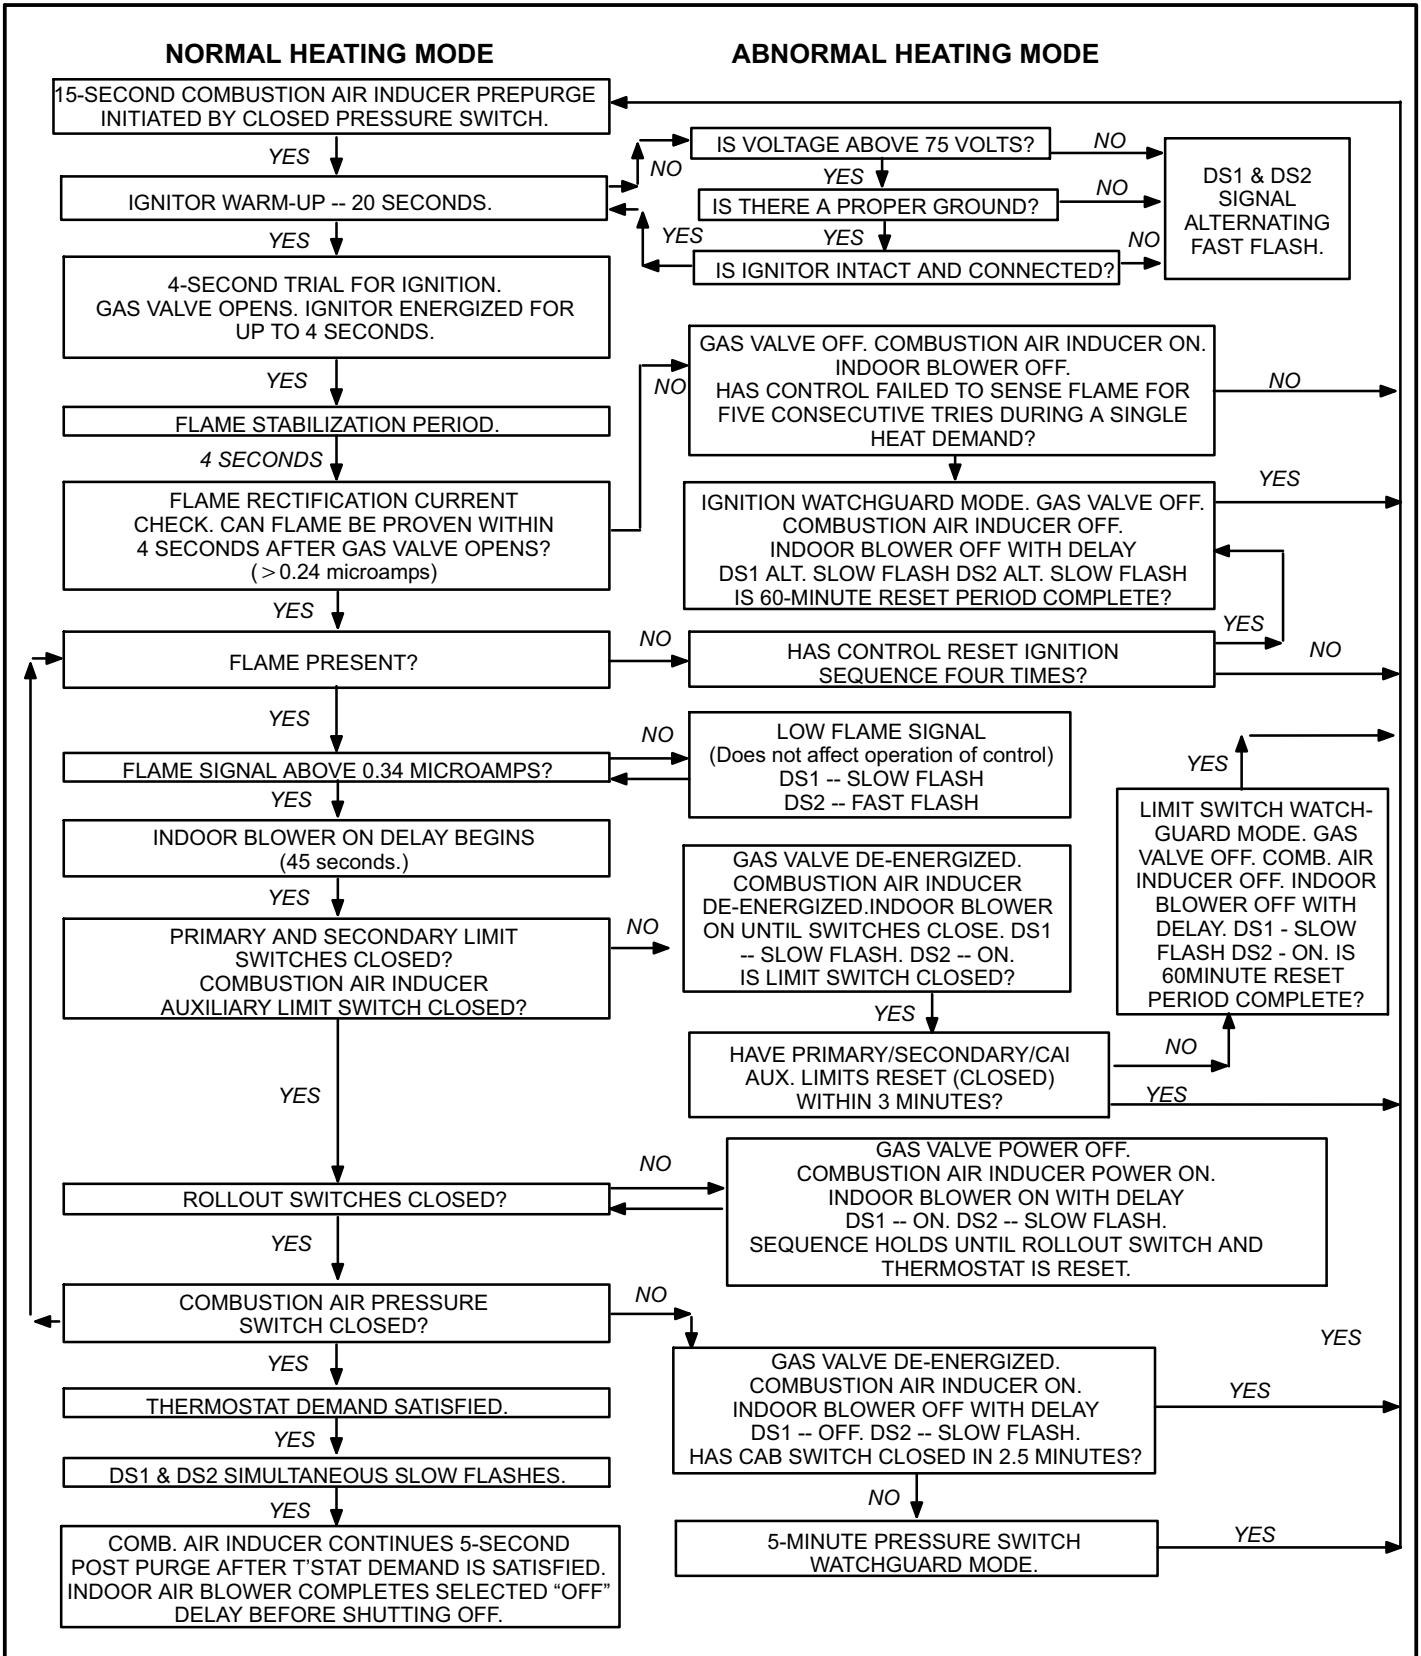 NORMAL HEATING MODE
ABNORMAL HEATING MODE
15-SECOND COMBUSTION AIR INDUCER PREPURGE
INITIATED BY CLOSED PRESSURE SWITCH.
YES
NO
IS VOLTAGE ABOVE 75 VOLTS?
NO
YES
IGNITOR WARM-UP -- 20 SECONDS.
IS THERE A PROPER GROUND?
NO
DS1 & DS2
SIGNAL
ALTERNATING
FAST FLASH.
YES
YES
YES
NO
IS IGNITOR INTACT AND CONNECTED?
4-SECOND TRIAL FOR IGNITION.
GAS VALVE OPENS. IGNITOR ENERGIZED FOR
UP TO 4 SECONDS.
YES
NO
GAS VALVE OFF. COMBUSTION AIR INDUCER ON.
INDOOR BLOWER OFF.
HAS CONTROL FAILED TO SENSE FLAME FOR
FIVE CONSECUTIVE TRIES DURING A SINGLE
HEAT DEMAND?
NO
FLAME STABILIZATION PERIOD.
4 SECONDS
FLAME RECTIFICATION CURRENT
CHECK. CAN FLAME BE PROVEN WITHIN
4 SECONDS AFTER GAS VALVE OPENS?
(>0.24 microamps)
IGNITION WATCHGUARD MODE. GAS VALVE OFF.
COMBUSTION AIR INDUCER OFF.
INDOOR BLOWER OFF WITH DELAY
DS1 ALT. SLOW FLASH DS2 ALT. SLOW FLASH
IS 60-MINUTE RESET PERIOD COMPLETE?
YES
YES
YES
FLAME PRESENT?
NO
HAS CONTROL RESET IGNITION
SEQUENCE FOUR TIMES?
NO
YES
NO
FLAME SIGNAL ABOVE 0.34 MICROAMPS?
LOW FLAME SIGNAL
(Does not affect operation of control)
DS1 -- SLOW FLASH
DS2 -- FAST FLASH
YES
YES
INDOOR BLOWER ON DELAY BEGINS
(45 seconds.)
LIMIT SWITCH WATCH-
GUARD MODE. GAS
VALVE OFF. COMB. AIR
INDUCER OFF. INDOOR
BLOWER OFF WITH
DELAY. DS1 - SLOW
FLASH DS2 - ON. IS
60MINUTE RESET
PERIOD COMPLETE?
YES
PRIMARY AND SECONDARY LIMIT
SWITCHES CLOSED?
COMBUSTION AIR INDUCER
AUXILIARY LIMIT SWITCH CLOSED?
NO
GAS VALVE DE-ENERGIZED.
COMBUSTION AIR INDUCER
DE-ENERGIZED.INDOOR BLOWER
ON UNTIL SWITCHES CLOSE. DS1
-- SLOW FLASH. DS2 -- ON.
IS LIMIT SWITCH CLOSED?
YES
HAVE PRIMARY/SECONDARY/CAI
AUX. LIMITS RESET (CLOSED)
WITHIN 3 MINUTES?
NO
YES
YES
ROLLOUT SWITCHES CLOSED?
NO
GAS VALVE POWER OFF.
COMBUSTION AIR INDUCER POWER ON.
INDOOR BLOWER ON WITH DELAY
DS1 -- ON. DS2 -- SLOW FLASH.
SEQUENCE HOLDS UNTIL ROLLOUT SWITCH AND
THERMOSTAT IS RESET.
YES
COMBUSTION AIR PRESSURE
SWITCH CLOSED?
NO
YES
YES
GAS VALVE DE-ENERGIZED.
COMBUSTION AIR INDUCER ON.
INDOOR BLOWER OFF WITH DELAY
DS1 -- OFF. DS2 -- SLOW FLASH.
HAS CAB SWITCH CLOSED IN 2.5 MINUTES?
YES
THERMOSTAT DEMAND SATISFIED.
YES
DS1 & DS2 SIMULTANEOUS SLOW FLASHES.
NO
YES
COMB. AIR INDUCER CONTINUES 5-SECOND
POST PURGE AFTER T'STAT DEMAND IS SATISFIED.
INDOOR AIR BLOWER COMPLETES SELECTED “OFF”
DELAY BEFORE SHUTTING OFF.
5-MINUTE PRESSURE SWITCH
WATCHGUARD MODE.
YES